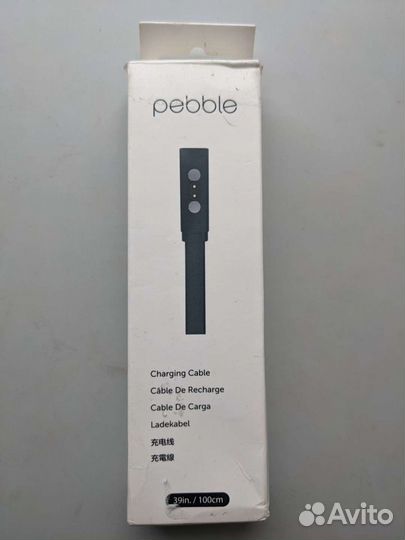 pebble
Charging Cable
Câble De Recharge
Cable De Carga
Ladekabel
充电线
充電線
39in. / 100cm
Avito